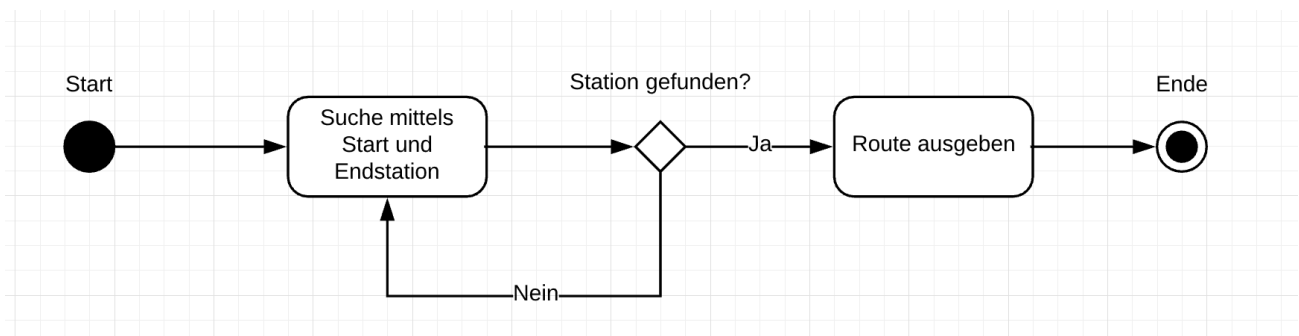 Start
Suche mittels
Start und
Endstation
Station gefunden?
Ja
Route ausgeben
Ende
Nein